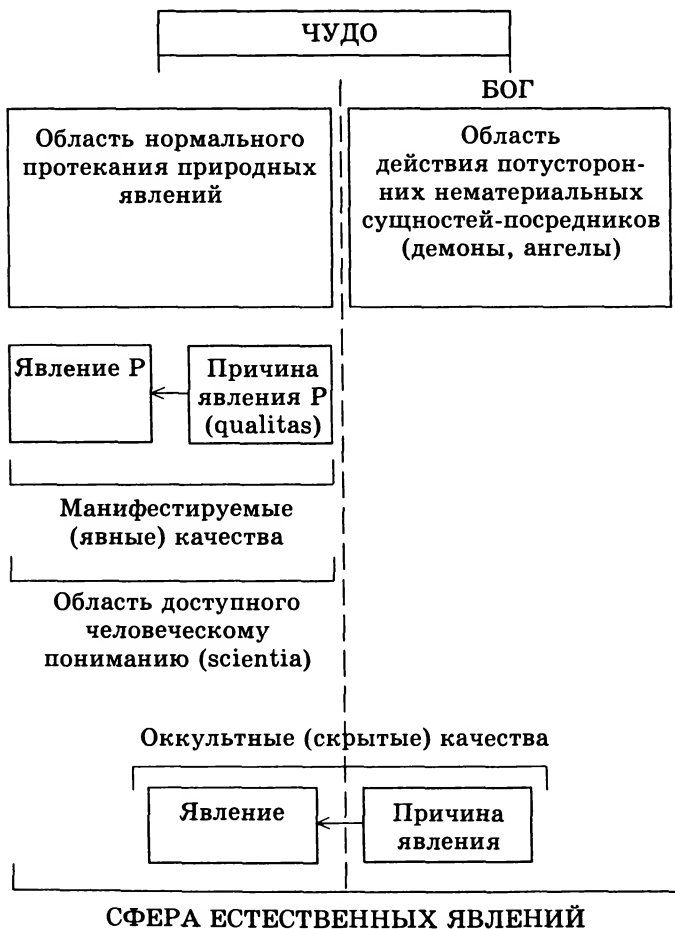 ЧУДО
БОГ
Область нормального
протекания природных
явлений
Область
действия потусторон-
них нематериальных
сущностей-посредников
(демоны, ангелы)
Явление P
Причина
явления P
(qualitas)
Манифестируемые
(явные) качества
Область доступного
человеческому
пониманию (scientia)
Оккультные (скрытые) качества
Явление
Причина
явления
СФЕРА ЕСТЕСТВЕННЫХ ЯВЛЕНИЙ